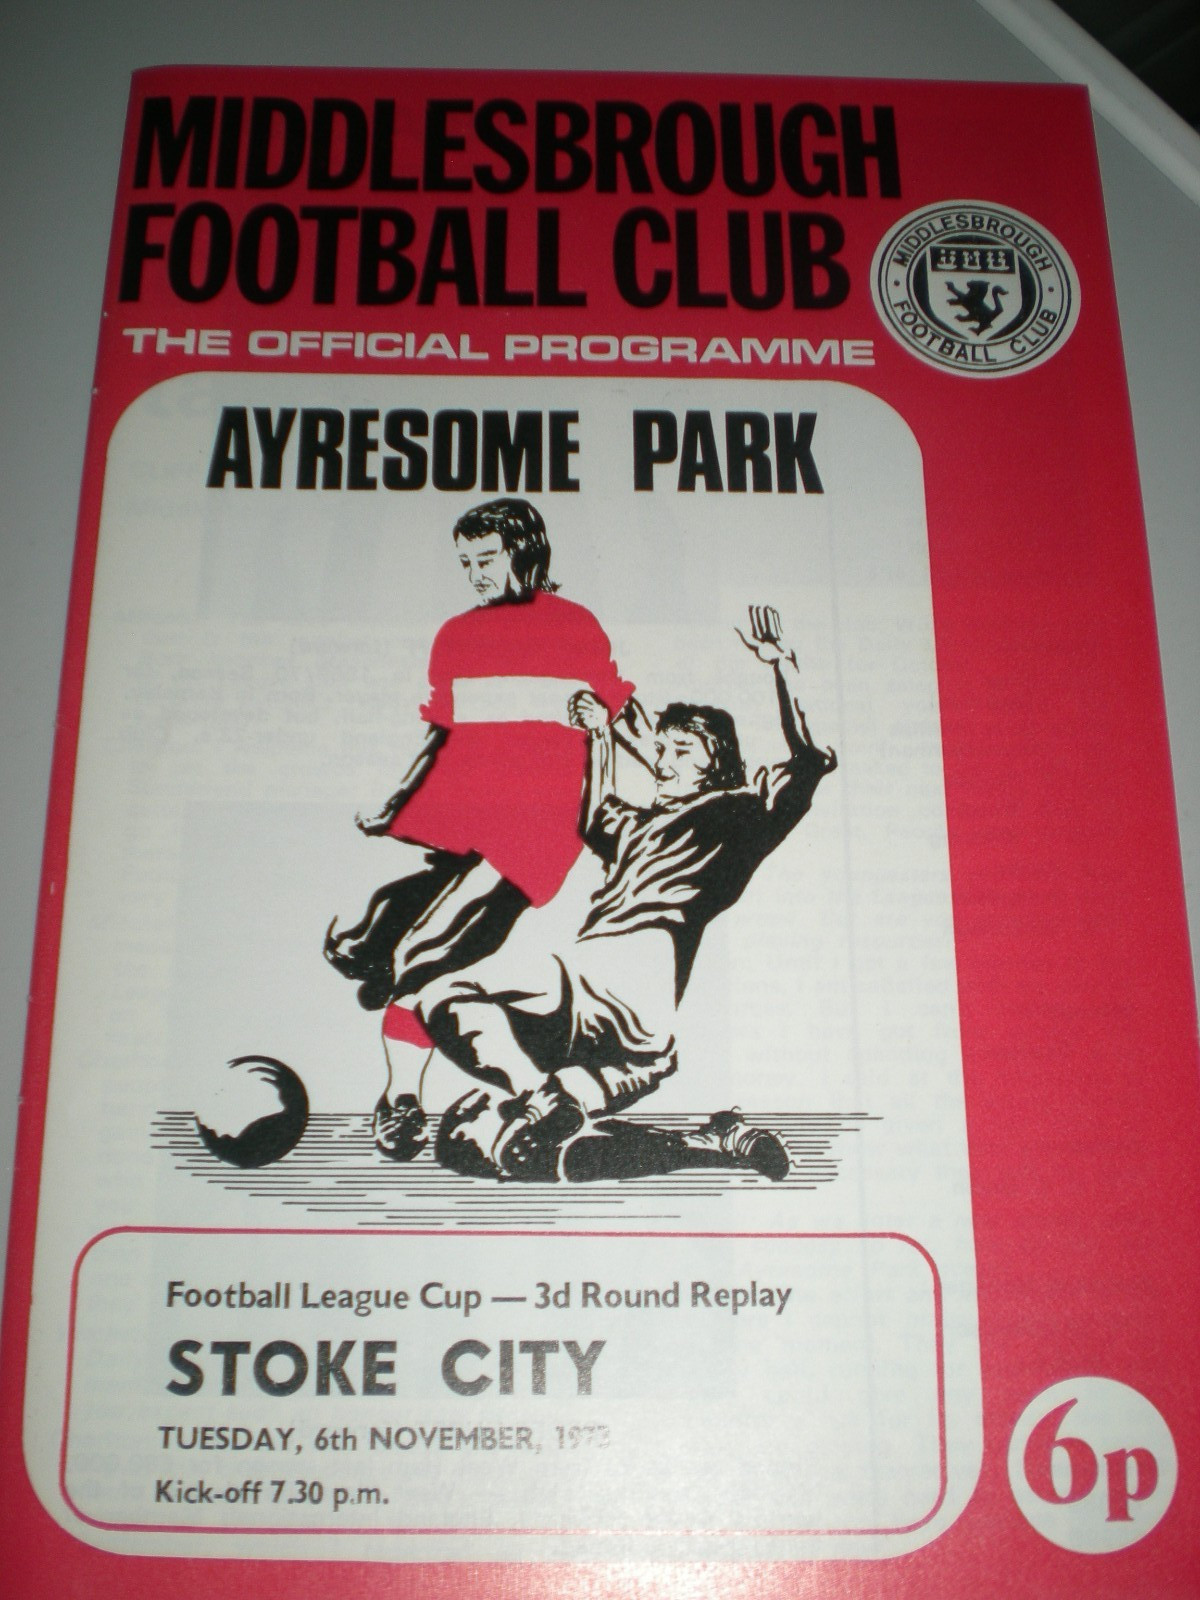 MIDDLESBROUGH
FOOTBALL CLUB
THE OFFICIAL PROGRAMME
MIDDLESBROUGH
FOOTBALL CLUB
AYRESOME PARK
Football League Cup — 3d Round Replay
STOKE CITY
TUESDAY, 6th NOVEMBER, 1973
Kick-off 7.30 p.m.
6p